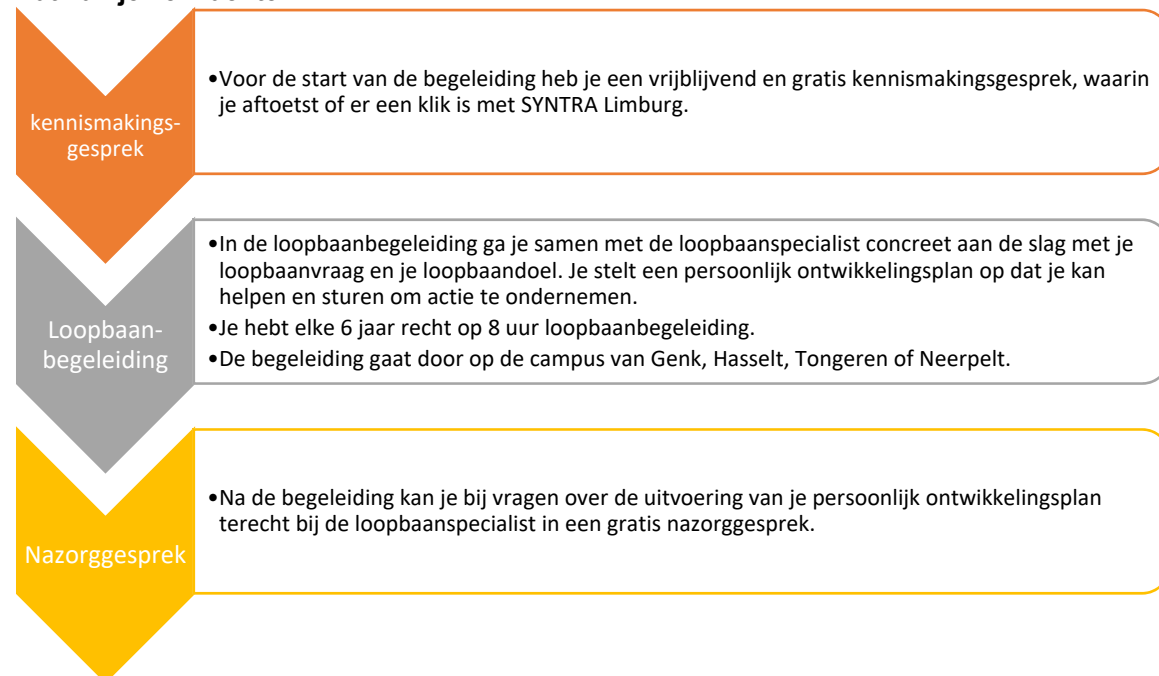 kennismakings-
gesprek
•Voor de start van de begeleiding heb je een vrijblijvend en gratis kennismakingsgesprek, waarin
je aftoetst of er een klik is met SYNTRA Limburg.
Loopbaan-
begeleiding
•In de loopbaanbegeleiding ga je samen met de loopbaanspecialist concreet aan de slag met je
loopbaanvraag en je loopbaandoel. Je stelt een persoonlijk ontwikkelingsplan op dat je kan
helpen en sturen om actie te ondernemen.
•Je hebt elke 6 jaar recht op 8 uur loopbaanbegeleiding.
•De begeleiding gaat door op de campus van Genk, Hasselt, Tongeren of Neerpelt.
Nazorggesprek
•Na de begeleiding kan je bij vragen over de uitvoering van je persoonlijk ontwikkelingsplan
terecht bij de loopbaanspecialist in een gratis nazorggesprek.